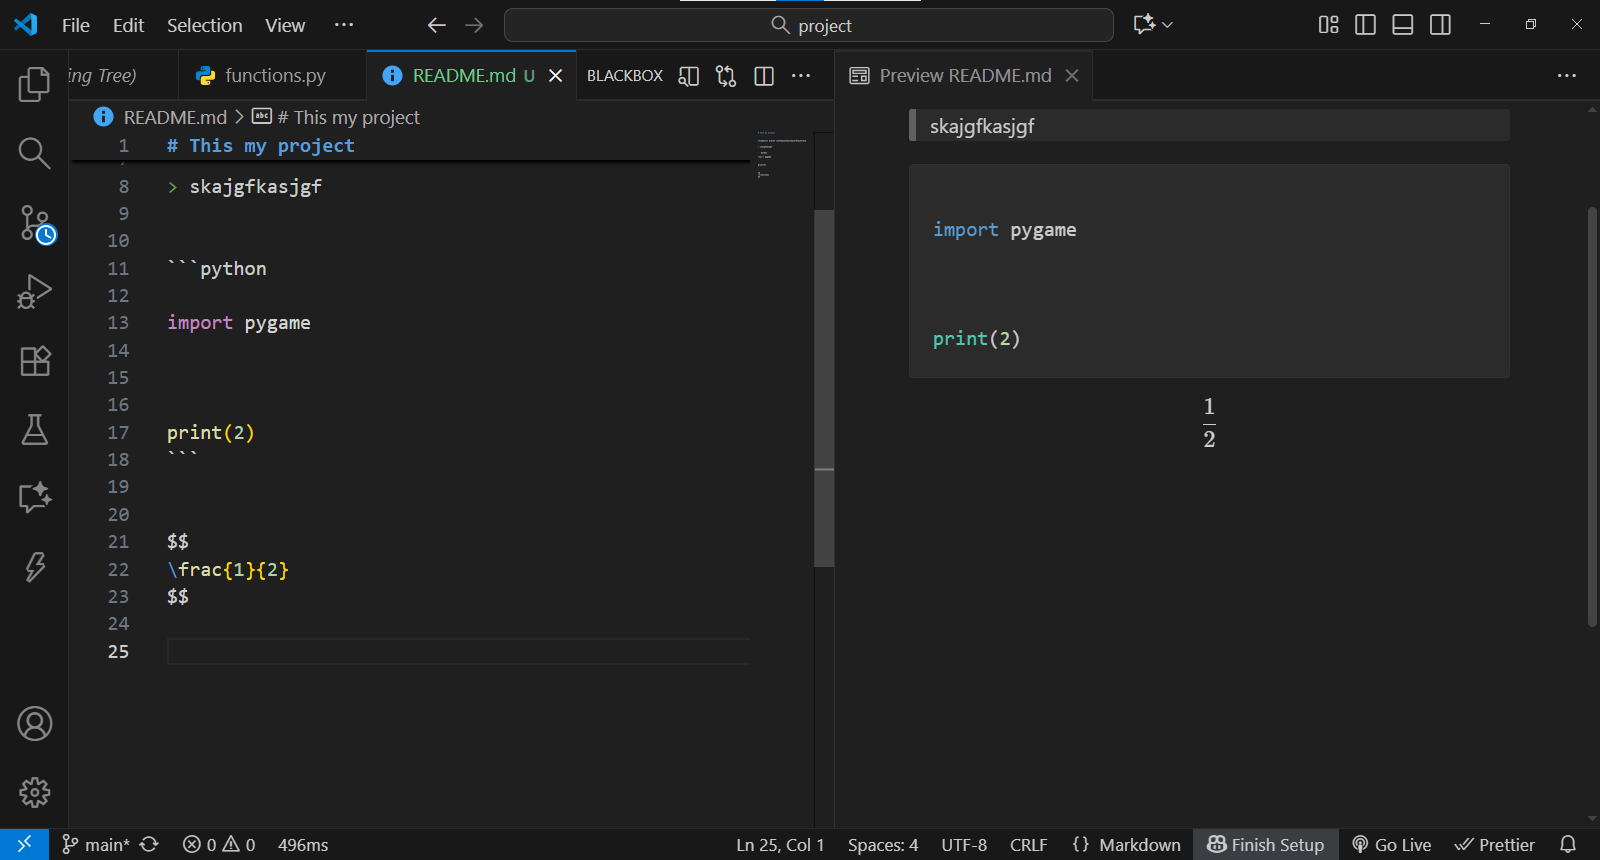 File Edit Selection View ··· project
ing Tree) functions.py README.md U BLACKBOX ··· Preview README.md ···
README.md > # This my project
1 # This my project
8 > skajgfkasjgf
9
10
11 ```python
12
13 import pygame
14
15
16
17 print(2)
18 ```
19
20
21 $$
22 \frac{1}{2}
23 $$
24
25
skajgfkasjgf
import pygame
print(2)
1
2
main* 0 0 496ms Ln 25, Col 1 Spaces: 4 UTF-8 CRLF {} Markdown Finish Setup Go Live Prettier